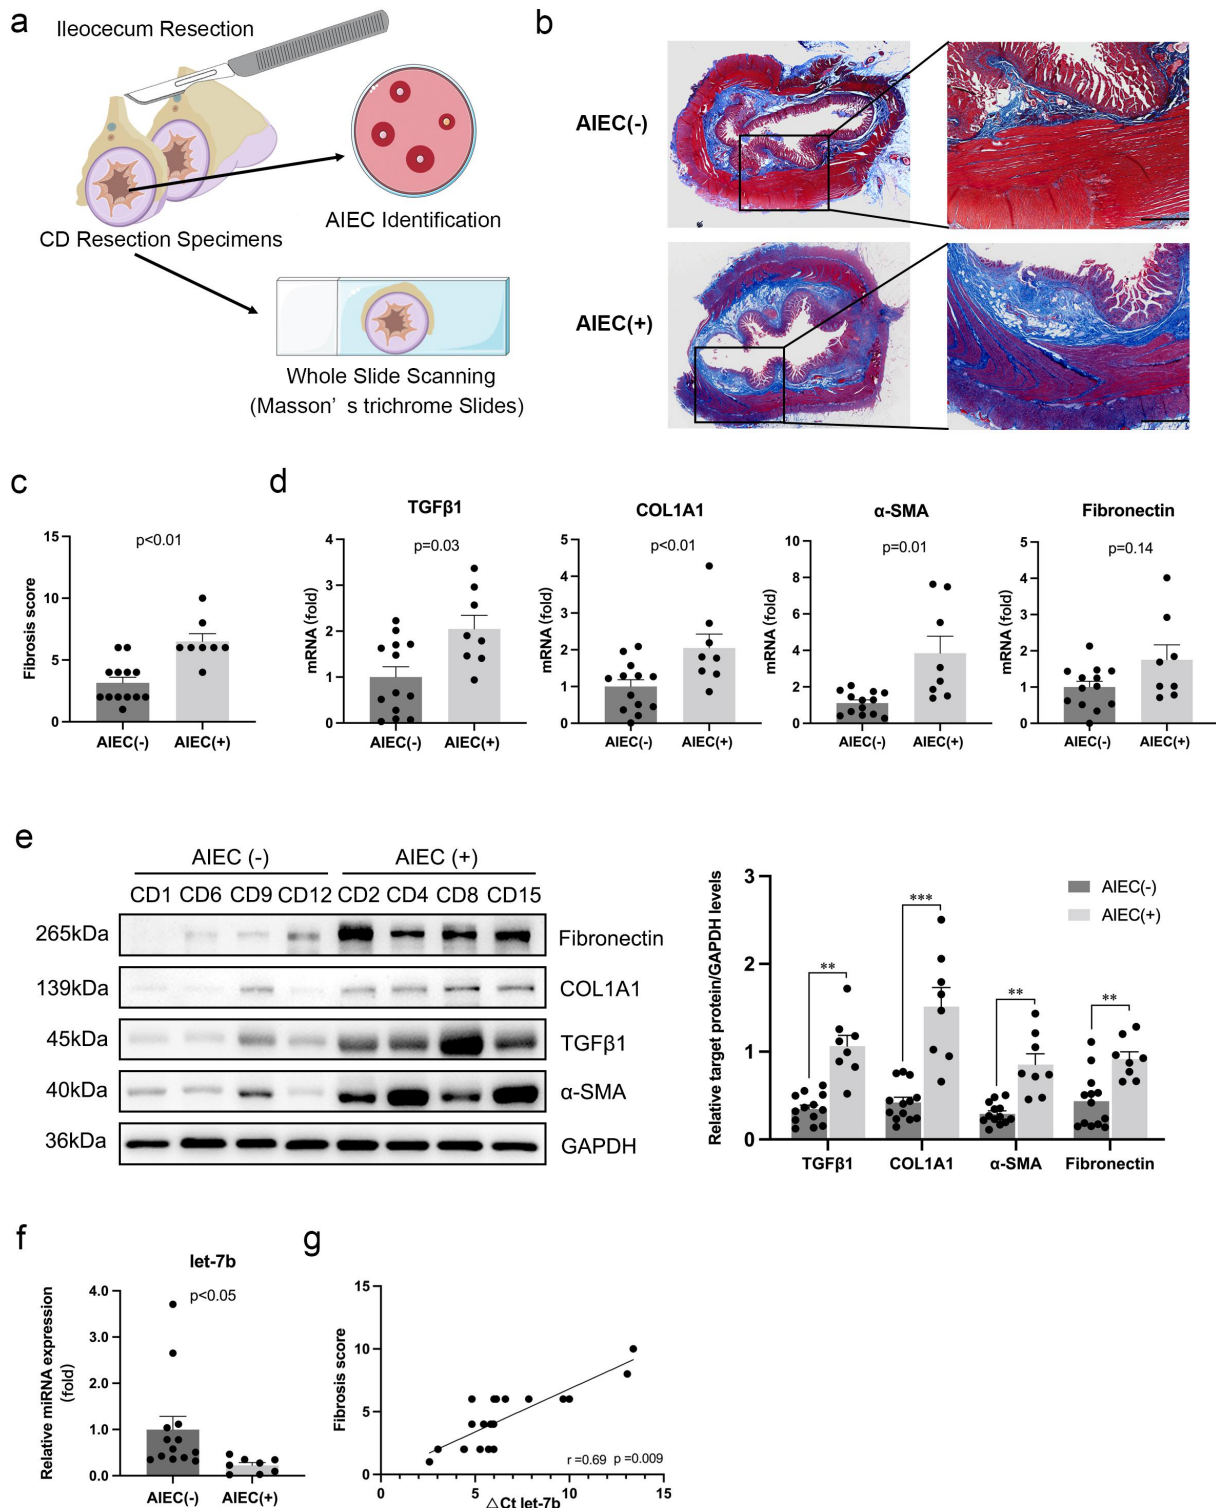 a
Ileocecum Resection
CD Resection Specimens
AIEC Identification
Whole Slide Scanning
(Masson' s trichrome Slides)
b
AIEC(-)
AIEC(+)
c
Fibrosis score
15
10
5
0
p<0.01
AIEC(-) AIEC(+)
d
TGFβ1
mRNA (fold)
4
3
2
1
0
p=0.03
AIEC(-) AIEC(+)
COL1A1
mRNA (fold)
5
4
3
2
1
0
p<0.01
AIEC(-) AIEC(+)
α-SMA
mRNA (fold)
10
8
6
4
2
0
p=0.01
AIEC(-) AIEC(+)
Fibronectin
mRNA (fold)
5
4
3
2
1
0
p=0.14
AIEC(-) AIEC(+)
e
AIEC (-) AIEC (+)
CD1 CD6 CD9 CD12 CD2 CD4 CD8 CD15
265kDa Fibronectin
139kDa COL1A1
45kDa TGFβ1
40kDa α-SMA
36kDa GAPDH
Relative target protein/GAPDH levels
3
2
1
0
AIEC(-)
AIEC(+)
** *** ** **
TGFβ1 COL1A1 α-SMA Fibronectin
f
let-7b
Relative miRNA expression
(fold)
4.0
3.0
2.0
1.0
0.0
p<0.05
AIEC(-) AIEC(+)
g
Fibrosis score
15
10
5
0
r =0.69 p =0.009
0 5 10 15
△Ct let-7b